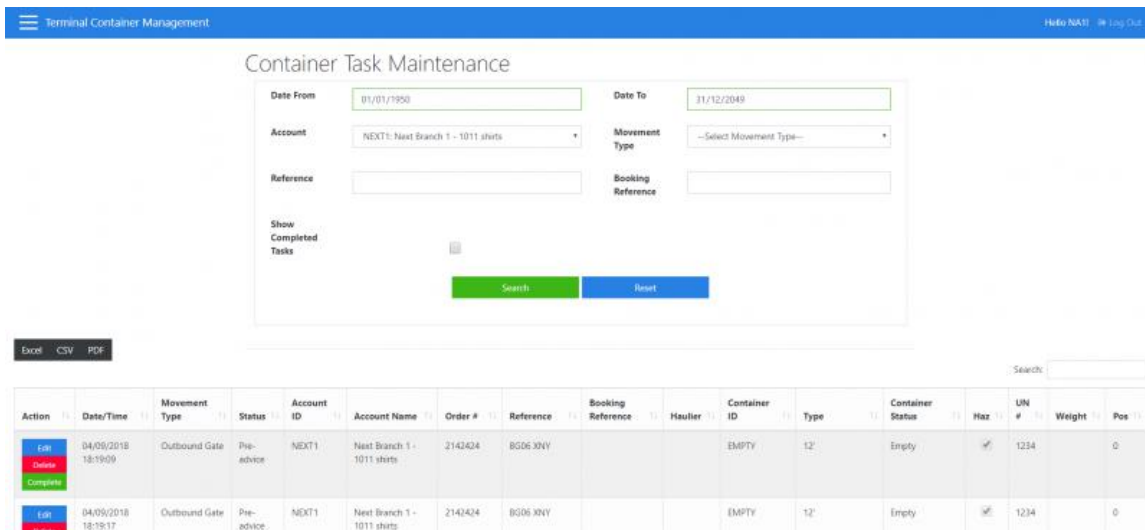 Terminal Container Management Hello NA1! Log Out
Container Task Maintenance
Date From 01/01/1950 Date To 31/12/2049
Account NEXT1: Next Branch 1 - 1011 shirts Movement Type --Select Movement Type--
Reference Booking Reference
Show Completed Tasks
Search Reset
Excel CSV PDF
Search:
Action Date/Time Movement Type Status Account ID Account Name Order # Reference Booking Reference Haulier Container ID Type Container Status Haz UN # Weight Pos
Edit Delete Complete 04/09/2018 18:19:09 Outbound Gate Pre-advice NEXT1 Next Branch 1 - 1011 shirts 2142424 BG06 XNY EMPTY 12' Empty 1234 0
Edit 04/09/2018 18:19:17 Outbound Gate Pre-advice NEXT1 Next Branch 1 - 1011 shirts 2142424 BG06 XNY EMPTY 12' Empty 1234 0